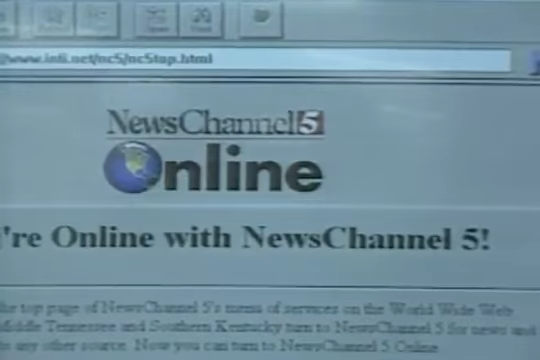 //www.infi.net/nc5/nc5top.html
NewsChannel 5
Online
're Online with NewsChannel 5!
he top page of NewsChannel 5's menu of services on the World Wide Web
Middle Tennessee and Southern Kentucky turn to NewsChannel 5 for news and
to any other source. Now you can turn to NewsChannel 5 Online